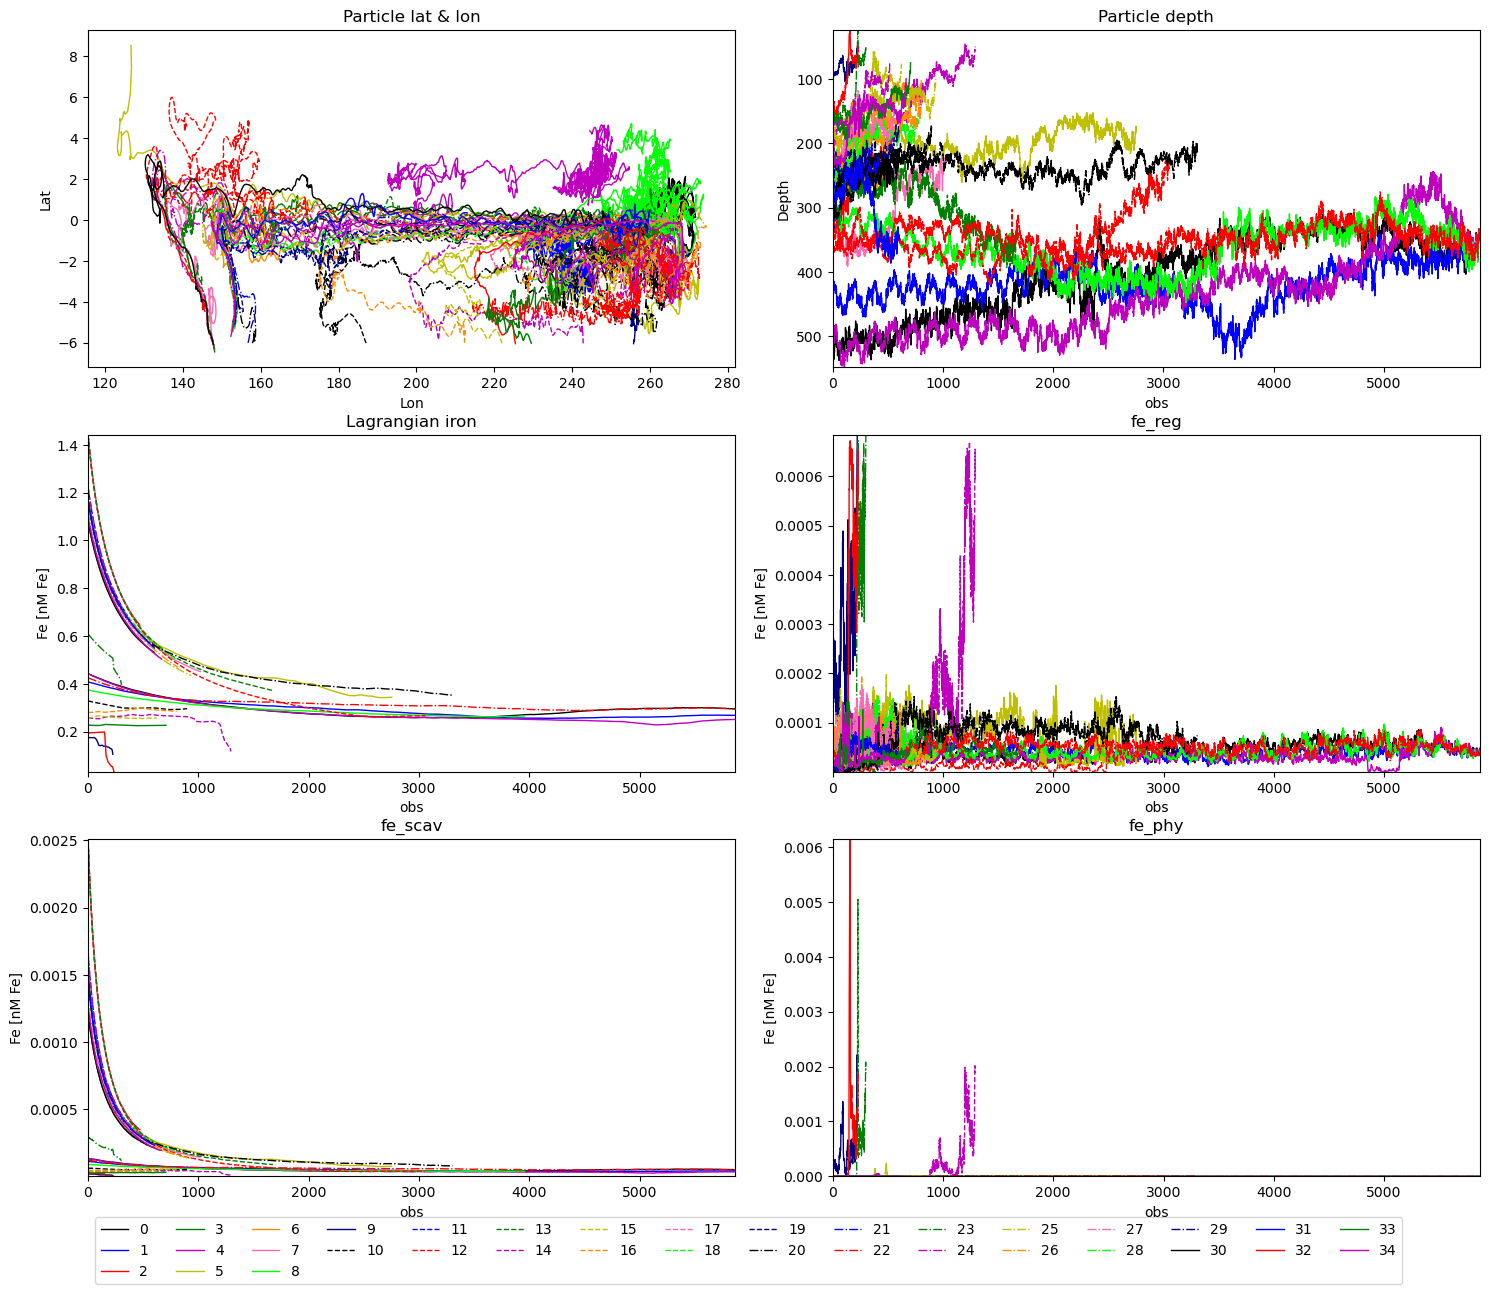 Particle lat & lon
Lat
8
6
4
2
0
−2
−4
−6
120 140 160 180 200 220 240 260 280
Lon
Particle depth
Depth
100
200
300
400
500
0 1000 2000 3000 4000 5000
obs
Lagrangian iron
Fe [nM Fe]
1.4
1.2
1.0
0.8
0.6
0.4
0.2
0 1000 2000 3000 4000 5000
obs
fe_reg
Fe [nM Fe]
0.0006
0.0005
0.0004
0.0003
0.0002
0.0001
0 1000 2000 3000 4000 5000
obs
fe_scav
Fe [nM Fe]
0.0025
0.0020
0.0015
0.0010
0.0005
0 1000 2000 3000 4000 5000
obs
fe_phy
Fe [nM Fe]
0.006
0.005
0.004
0.003
0.002
0.001
0.000
0 1000 2000 3000 4000 5000
obs
0 3 6 9 11 13 15 17 19 21 23 25 27 29 31 33
1 4 7 10 12 14 16 18 20 22 24 26 28 30 32 34
2 5 8